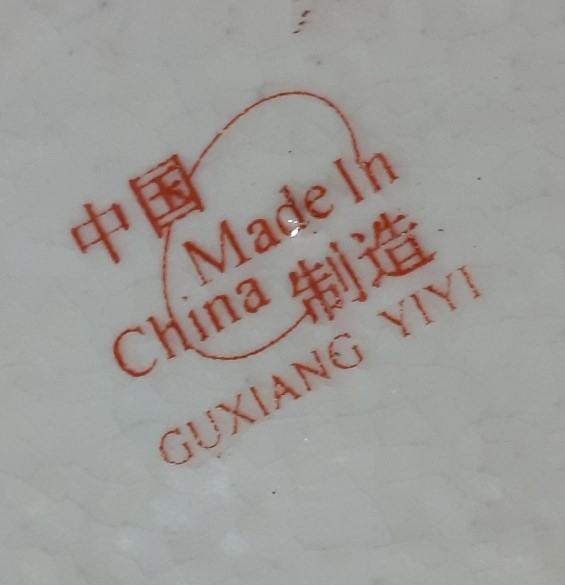 中国
Made In
China 制造
GUXIANG YIYI